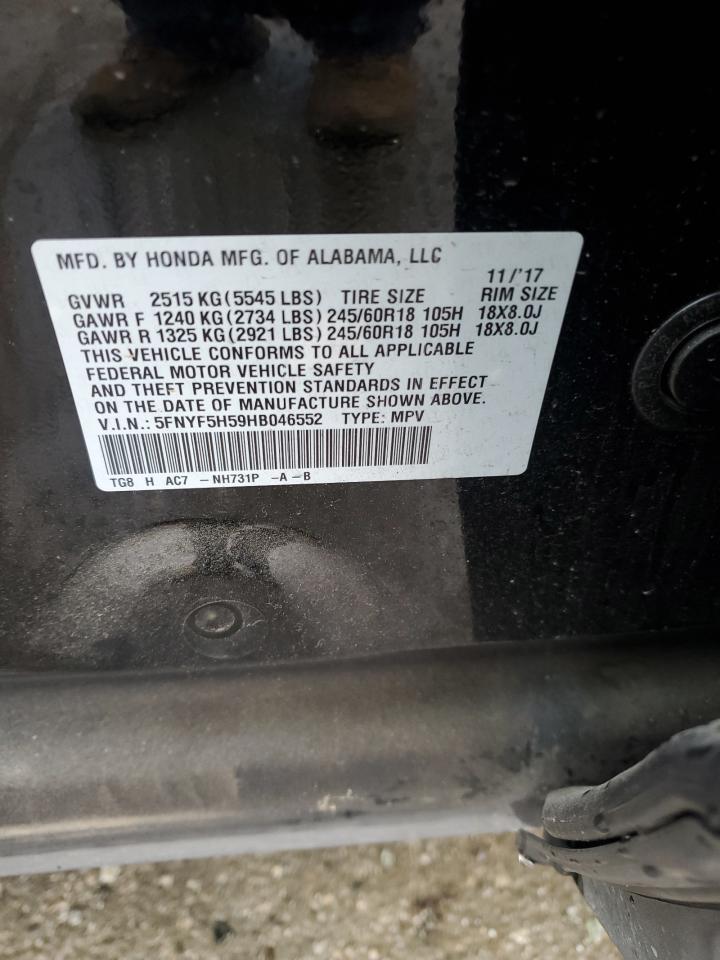 MFD. BY HONDA MFG. OF ALABAMA, LLC
11/'17
GVWR 2515 KG (5545 LBS) TIRE SIZE RIM SIZE
GAWR F 1240 KG (2734 LBS) 245/60R18 105H 18X8.0J
GAWR R 1325 KG (2921 LBS) 245/60R18 105H 18X8.0J
THIS VEHICLE CONFORMS TO ALL APPLICABLE
FEDERAL MOTOR VEHICLE SAFETY
AND THEFT PREVENTION STANDARDS IN EFFECT
ON THE DATE OF MANUFACTURE SHOWN ABOVE.
V.I.N.: 5FNYF5H59HB046552 TYPE: MPV
TG8 H AC7 -NH731P -A-B